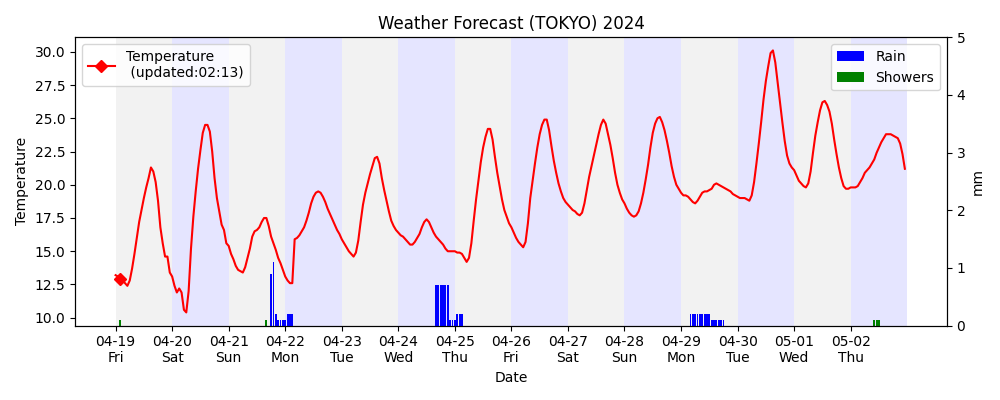 Weather Forecast (TOKYO) 2024
Temperature
(updated:02:13)
Rain
Showers
Temperature
30.0
27.5
25.0
22.5
20.0
17.5
15.0
12.5
10.0
5
4
3
2
1
0
mm
04-19 04-20 04-21 04-22 04-23 04-24 04-25 04-26 04-27 04-28 04-29 04-30 05-01 05-02
Fri Sat Sun Mon Tue Wed Thu Fri Sat Sun Mon Tue Wed Thu
Date